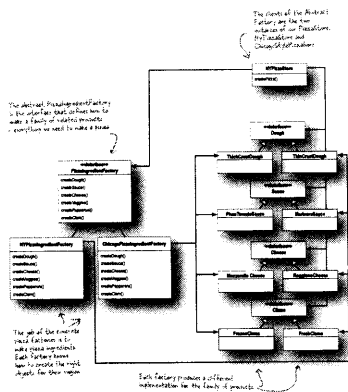 The clients of the Abstract
Factory are the two
instances of our PizzaStore,
NYPizzaStore and
ChicagoStylePizzaStore
NYPizzaStore
createPizza()
The abstract PizzaIngredientFactory
is the interface that defines how to
make a family of related products
- everything we need to make a pizza
<<interface>>
PizzaIngredientFactory
createDough()
createSauce()
createCheese()
createVeggies()
createPepperoni()
createClam()
NYPizzaIngredientFactory
createDough()
createSauce()
createCheese()
createVeggies()
createPepperoni()
createClam()
ChicagoPizzaIngredientFactory
createDough()
createSauce()
createCheese()
createVeggies()
createPepperoni()
createClam()
<<interface>>
Dough
ThickCrustDough
ThinCrustDough
<<interface>>
Sauce
PlumTomatoSauce
MarinaraSauce
<<interface>>
Cheese
Mozzarella Cheese
Reggiano Cheese
<<interface>>
Clams
FrozenClams
FreshClams
The job of the concrete
pizza factories is to
make pizza ingredients.
Each factory knows
how to create the right
objects for their region
Each factory produces a different
implementation for the family of products